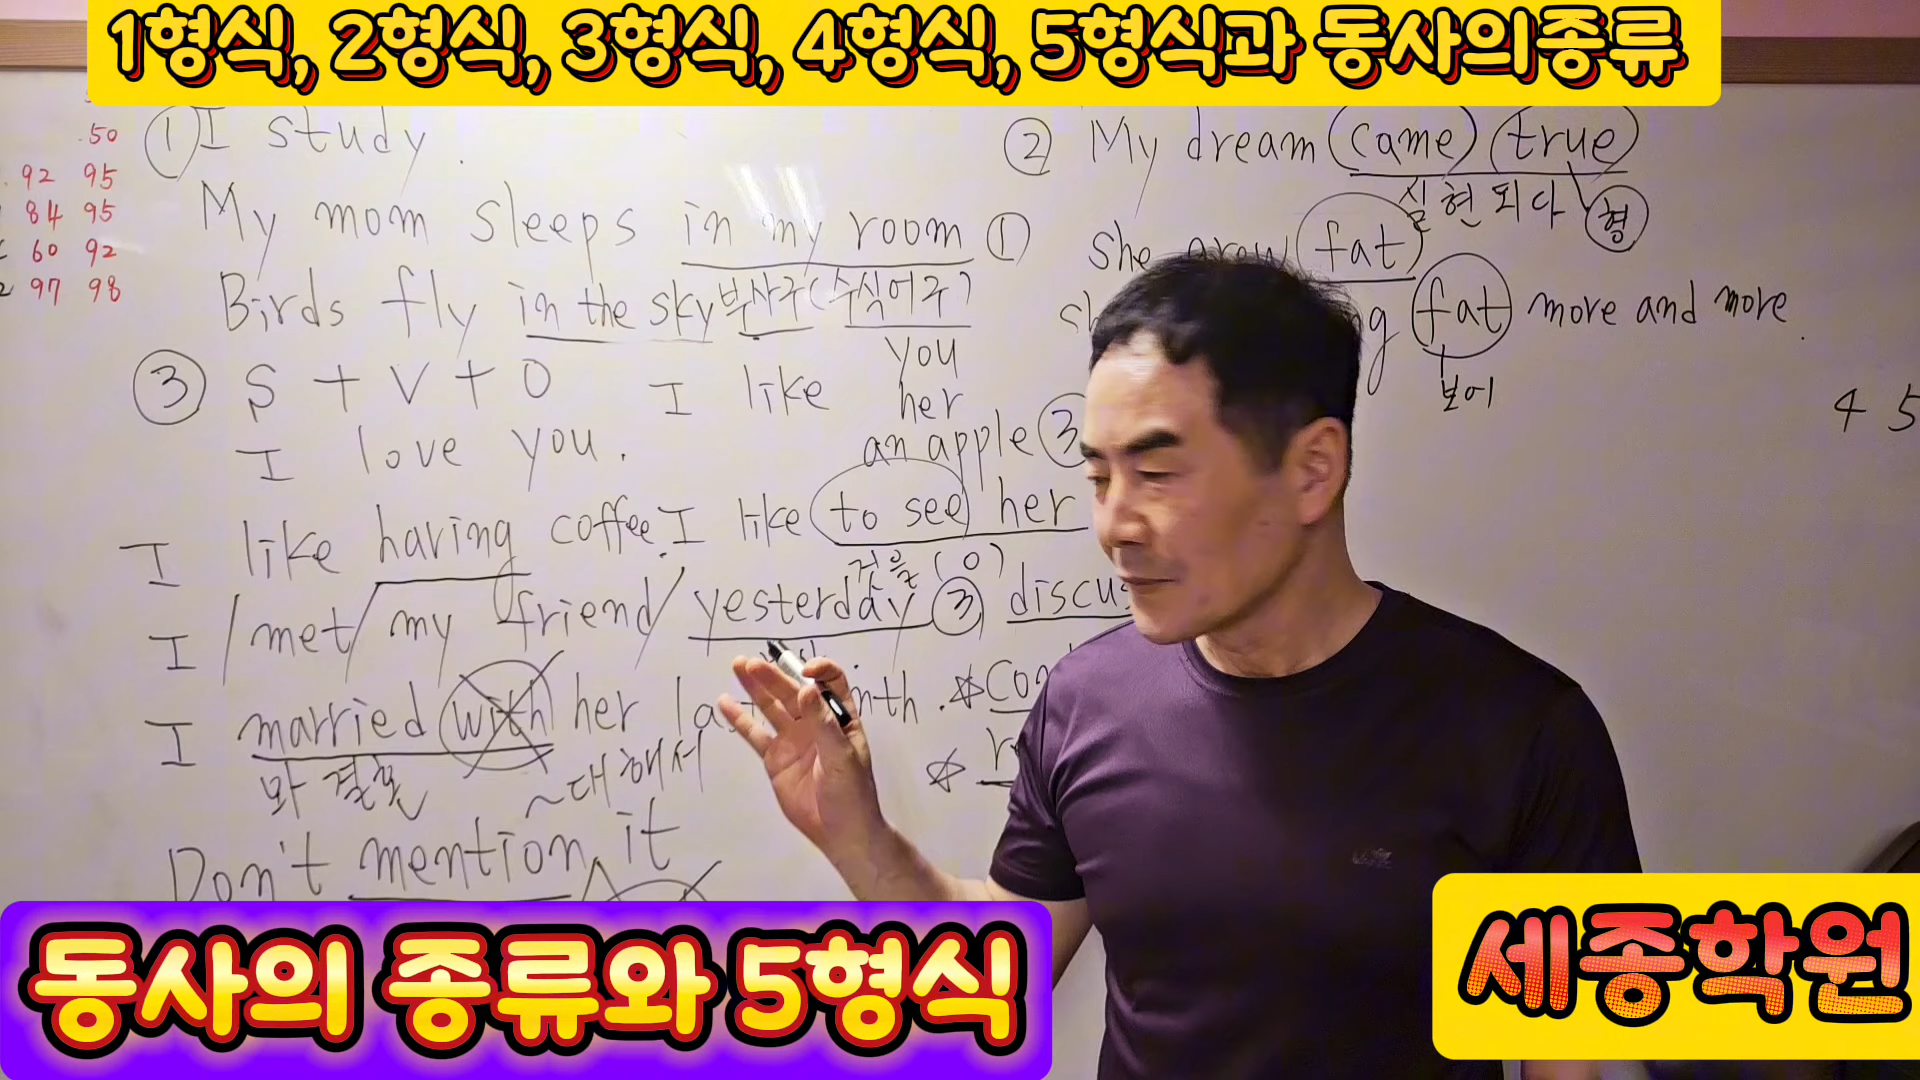 1형식, 2형식, 3형식, 4형식, 5형식과 동사의종류
50
92 95
84 95
60 92
97 98
① I study.
My mom sleeps in my room ①
Birds fly in the sky 부사구(수식어구)
③ S + V + O I like you
her
an apple ③
I love you.
I like having coffee. I like to see her
것을 (O)
I / met / my friend / yesterday ③
I married with her
와 결혼 ~대해서
Don't mention it
② My dream came true
실현되다 형
she grew fat
fat more and more.
보어
4 5
동사의 종류와 5형식
세종학원